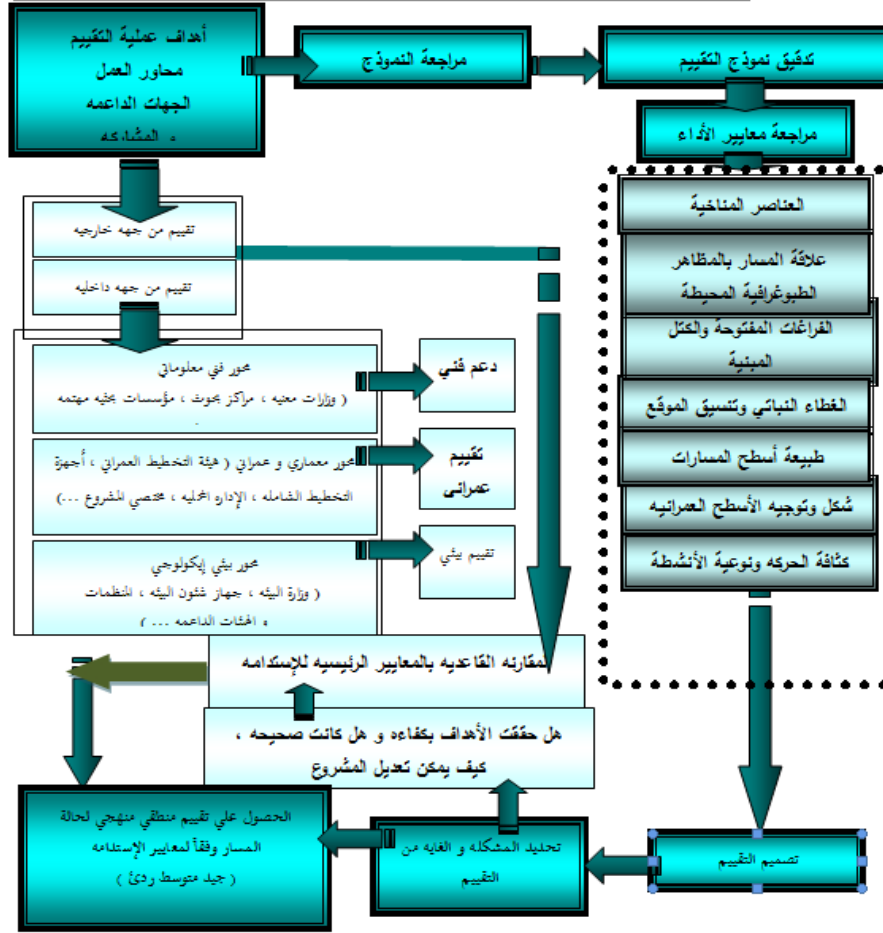 أهداف عملية التقييم
محاور العمل
الجهات الداعمه
و المشاركه
مراجعة النموذج
تدقيق نموذج التقييم
مراجعة معايير الأداء
العناصر المناخية
علاقة المسار بالمظاهر
الطبوغرافية المحيطة
الفراغات المفتوحة والكتل
المبنية
الغطاء النباتي وتنسيق الموقع
طبيعة أسطح المسارات
شكل وتوجيه الأسطح العمرانيه
كثافة الحركه ونوعية الأنشطة
تقييم من جهه خارجيه
تقييم من جهه داخليه
محور فني معلوماتي
( وزارات معنيه ، مراكز بحوث ، مؤسسات بحثيه مهتمه
.
دعم فني
محور معماري و عمراني ( هيئة التخطيط العمراني ، أجهزة
التخطيط الشامله ، الإداره المحليه ، مختصي المشروع ...)
تقييم
عمراني
محور بيئي إيكولوجي
( وزارة البيئه ، جهاز شئون البيئه ، المنظمات
و الهيئات الداعمه ... )
تقييم بيئي
المقارنه القاعديه بالمعايير الرئيسيه للإستدامه
هل حققت الأهداف بكفاءه و هل كانت صحيحه ،
كيف يمكن تعديل المشروع
تصميم التقييم
تحديد المشكله و الغايه من
التقييم
الحصول علي تقييم منطقي منهجي لحالة
المسار وفقاً لمعايير الإستدامه
( جيد متوسط ردئ )